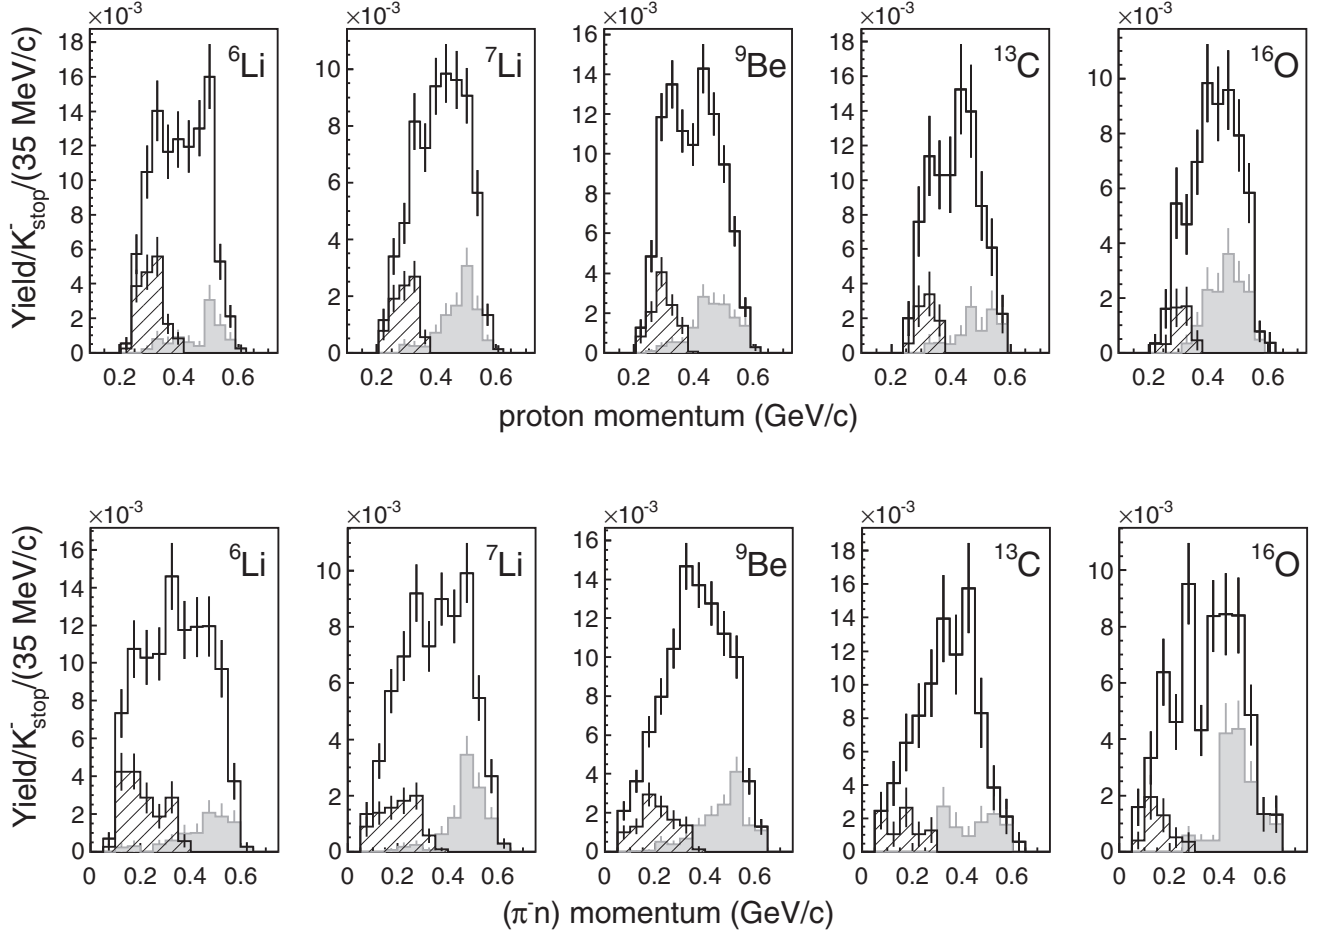 ×10⁻³ ×10⁻³ ×10⁻³ ×10⁻³ ×10⁻³
Yield/K⁻stop/(35 MeV/c)
⁶Li ⁷Li ⁹Be ¹³C ¹⁶O
18 16 14 12 10 8 6 4 2 0
10 8 6 4 2 0
16 14 12 10 8 6 4 2 0
18 16 14 12 10 8 6 4 2 0
10 8 6 4 2 0
0.2 0.4 0.6 0.2 0.4 0.6 0.2 0.4 0.6 0.2 0.4 0.6 0.2 0.4 0.6
proton momentum (GeV/c)
×10⁻³ ×10⁻³ ×10⁻³ ×10⁻³ ×10⁻³
Yield/K⁻stop/(35 MeV/c)
⁶Li ⁷Li ⁹Be ¹³C ¹⁶O
16 14 12 10 8 6 4 2 0
10 8 6 4 2 0
16 14 12 10 8 6 4 2 0
18 16 14 12 10 8 6 4 2 0
10 8 6 4 2 0
0 0.2 0.4 0.6 0 0.2 0.4 0.6 0 0.2 0.4 0.6 0 0.2 0.4 0.6 0 0.2 0.4 0.6
(π⁻n) momentum (GeV/c)